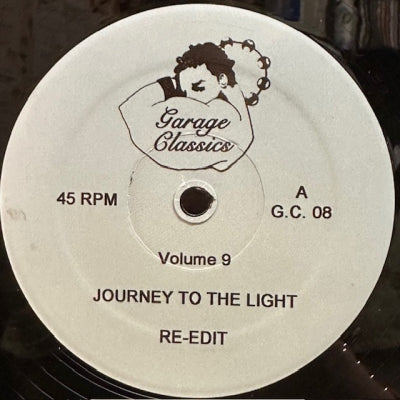 Garage
Classics
45 RPM
A
G.C. 08
Volume 9
JOURNEY TO THE LIGHT
RE-EDIT